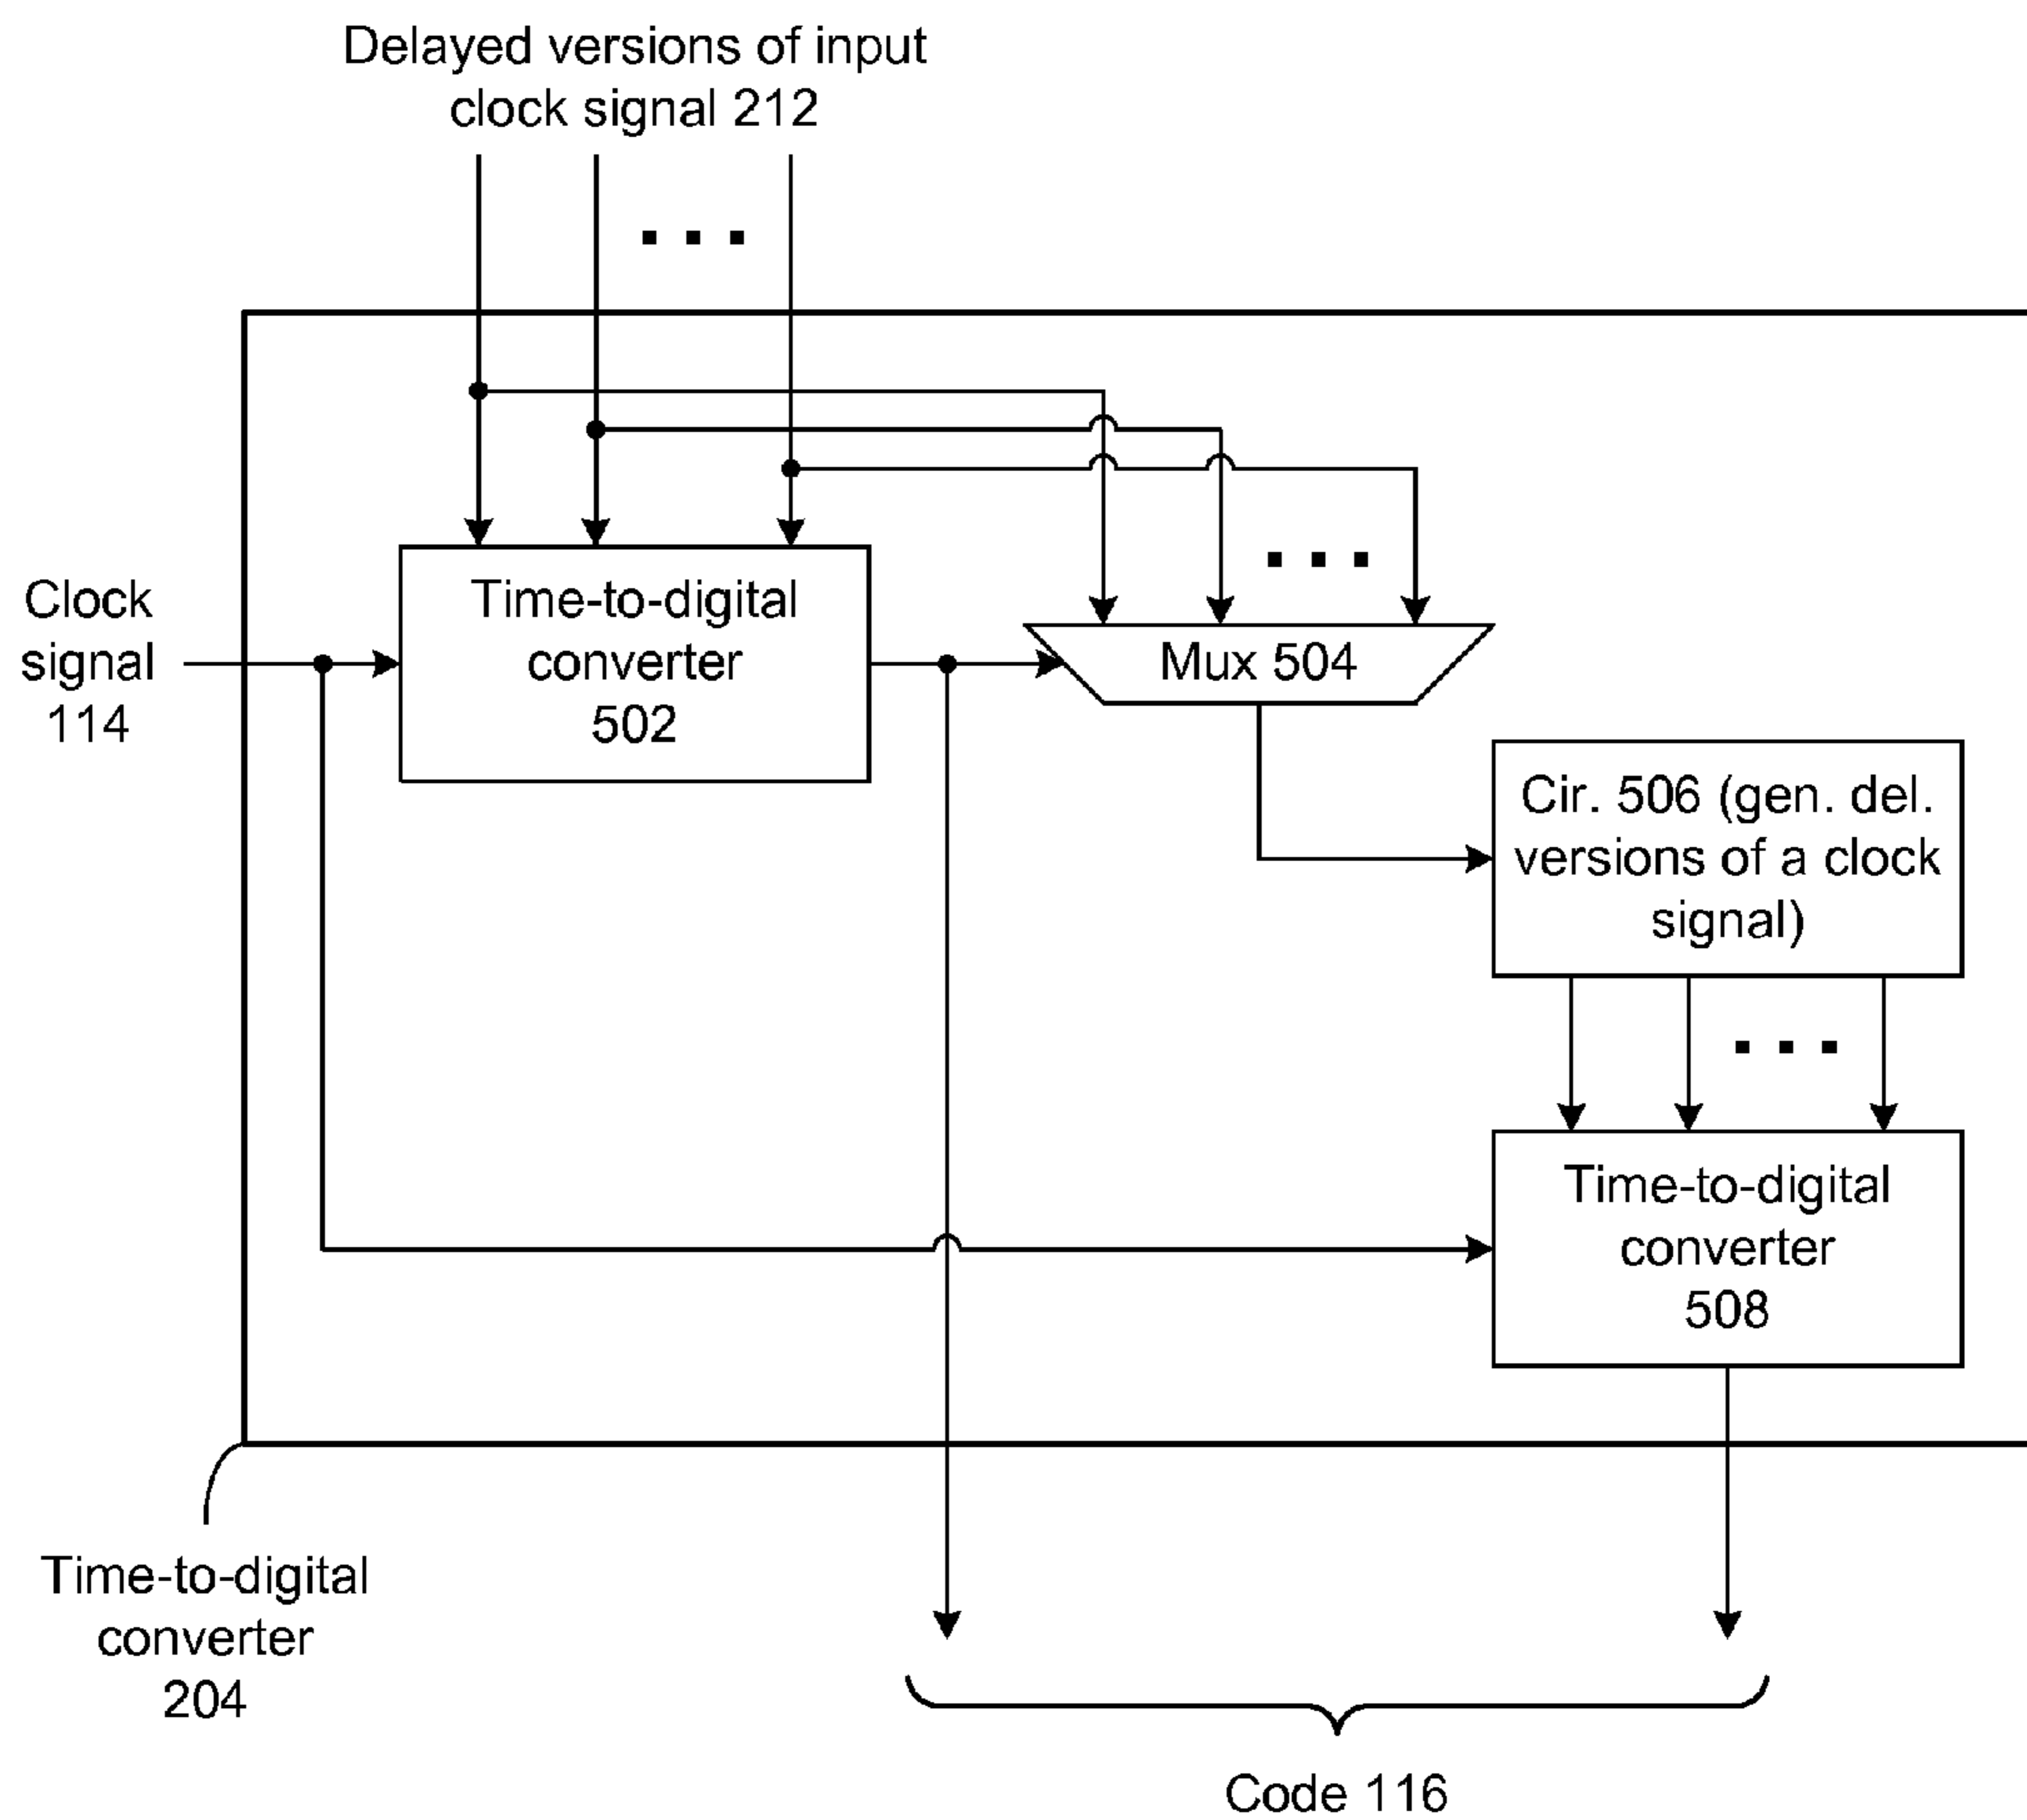 Delayed versions of input
clock signal 212
Clock
signal
114
Time-to-digital
converter
502
Mux 504
Cir. 506 (gen. del.
versions of a clock
signal)
Time-to-digital
converter
508
Time-to-digital
converter
204
Code 116